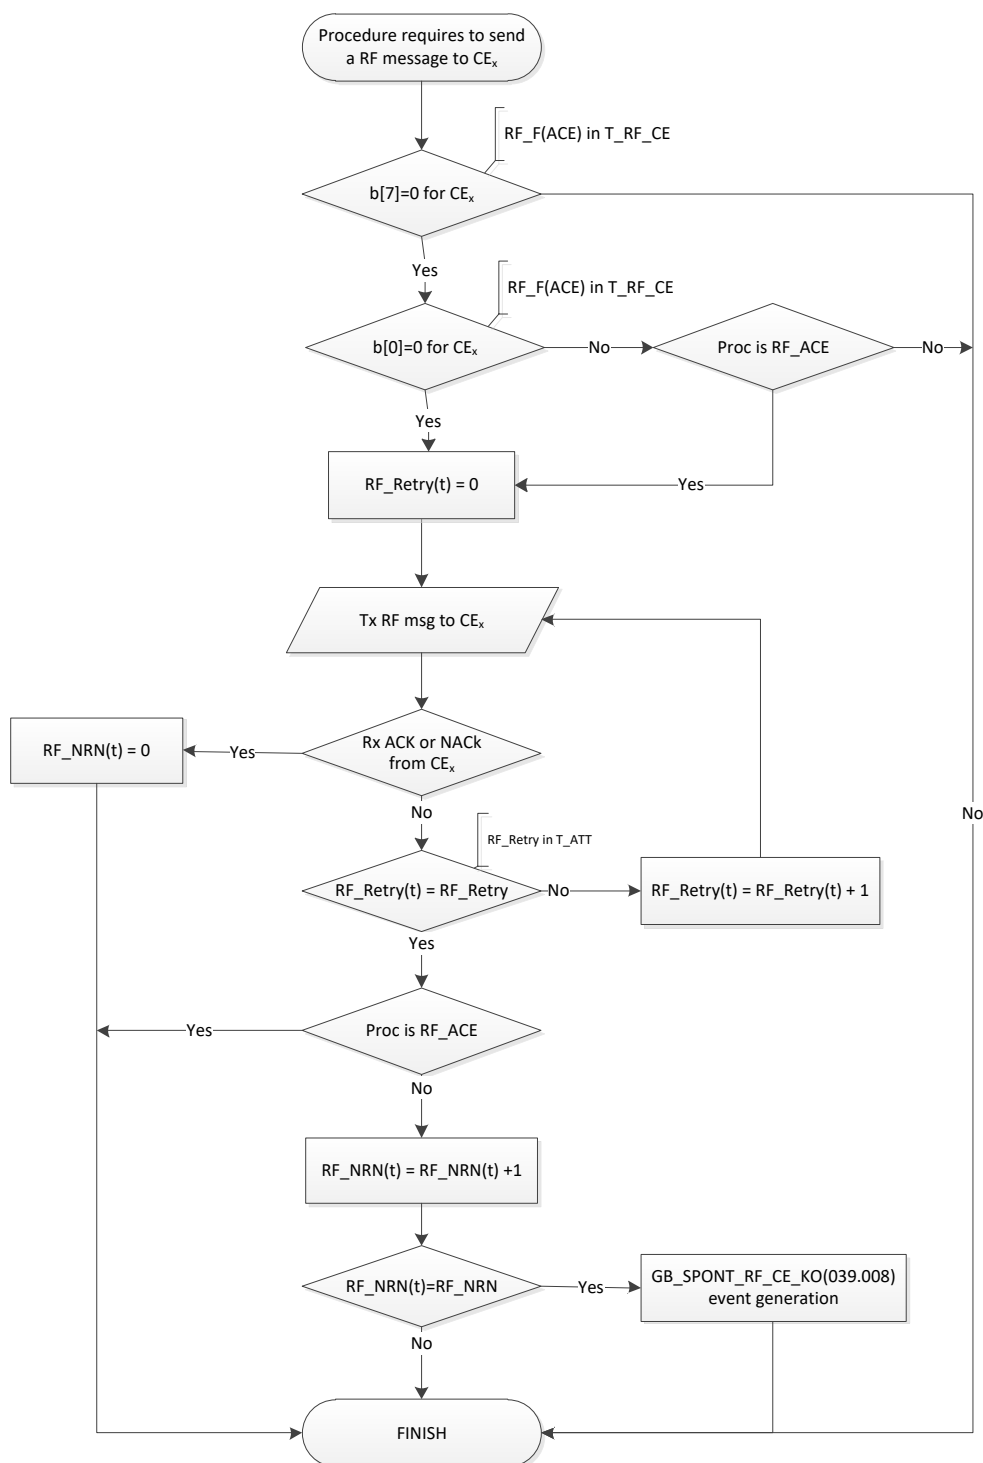 Procedure requires to send
a RF message to CEₓ
RF_F(ACE) in T_RF_CE
b[7]=0 for CEₓ
Yes
RF_F(ACE) in T_RF_CE
b[0]=0 for CEₓ
No
Proc is RF_ACE
No
Yes
RF_Retry(t) = 0
Yes
Tx RF msg to CEₓ
RF_NRN(t) = 0
Yes
Rx ACK or NACk
from CEₓ
No
No
RF_Retry in T_ATT
RF_Retry(t) = RF_Retry
No
RF_Retry(t) = RF_Retry(t) + 1
Yes
Yes
Proc is RF_ACE
No
RF_NRN(t) = RF_NRN(t) +1
RF_NRN(t)=RF_NRN
Yes
GB_SPONT_RF_CE_KO(039.008)
event generation
No
FINISH